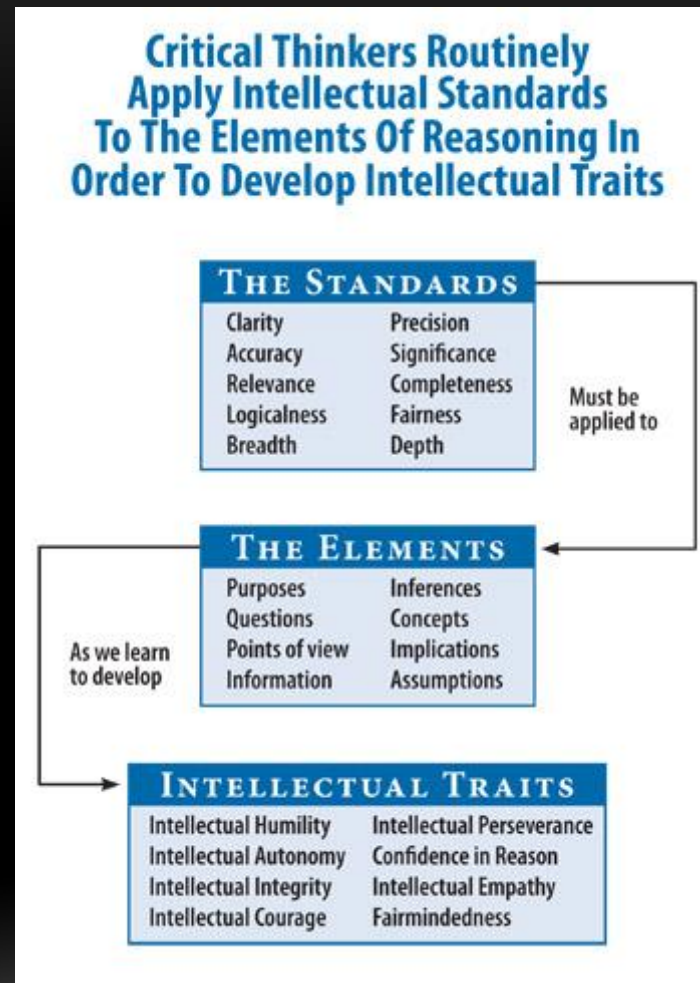 Critical Thinkers Routinely
Apply Intellectual Standards
To The Elements Of Reasoning In
Order To Develop Intellectual Traits
THE STANDARDS
Clarity Precision
Accuracy Significance
Relevance Completeness
Logicalness Fairness
Breadth Depth
Must be
applied to
THE ELEMENTS
Purposes Inferences
Questions Concepts
Points of view Implications
Information Assumptions
As we learn
to develop
INTELLECTUAL TRAITS
Intellectual Humility Intellectual Perseverance
Intellectual Autonomy Confidence in Reason
Intellectual Integrity Intellectual Empathy
Intellectual Courage Fairmindedness